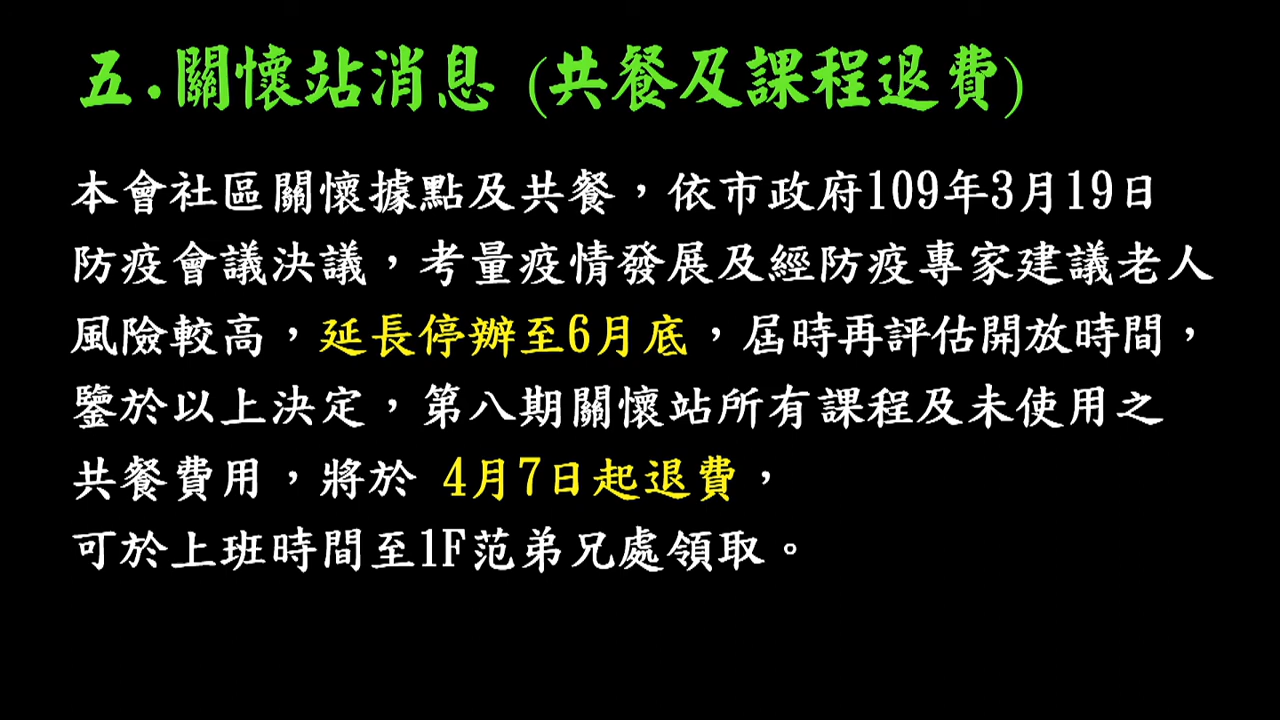 五.關懷站消息 (共餐及課程退費)
本會社區關懷據點及共餐，依市政府109年3月19日
防疫會議決議，考量疫情發展及經防疫專家建議老人
風險較高，延長停辦至6月底，屆時再評估開放時間，
鑒於以上決定，第八期關懷站所有課程及未使用之
共餐費用，將於 4月7日起退費，
可於上班時間至1F范弟兄處領取。